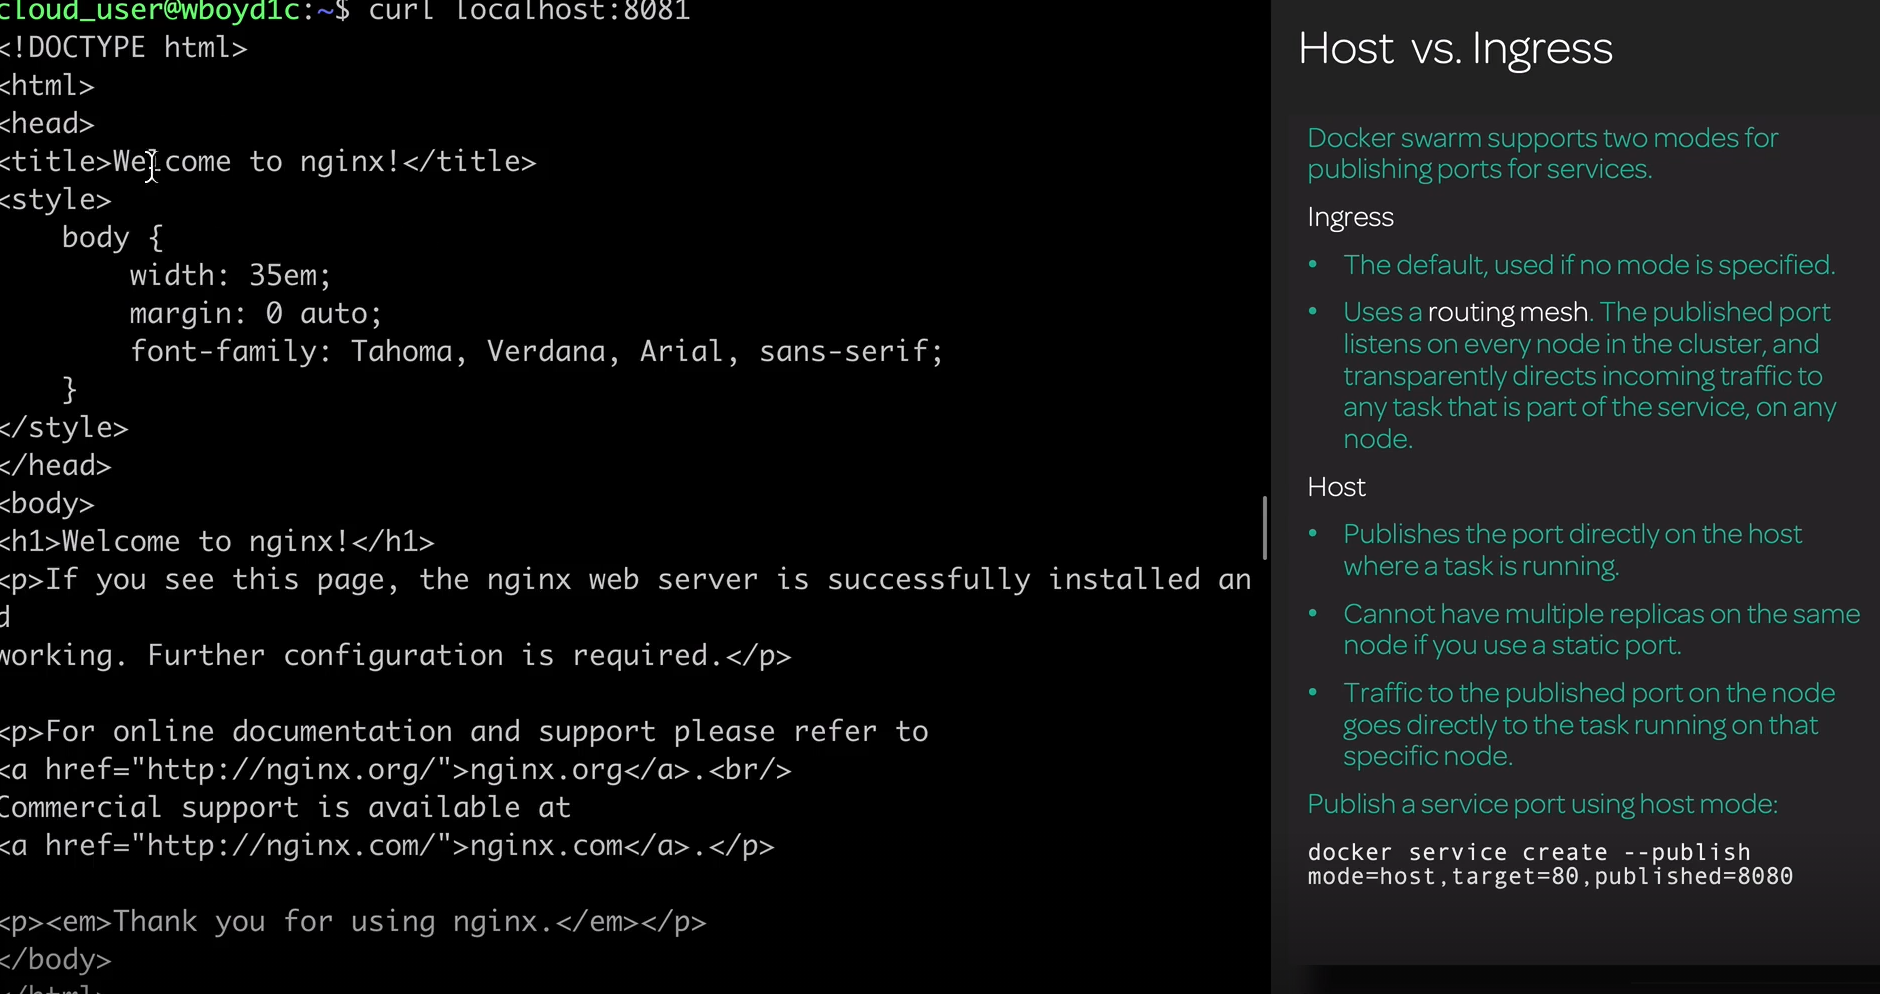 cloud_user@wboyd1c:~$ curl localhost:8081
<!DOCTYPE html>
<html>
<head>
<title>Welcome to nginx!</title>
<style>
    body {
        width: 35em;
        margin: 0 auto;
        font-family: Tahoma, Verdana, Arial, sans-serif;
    }
</style>
</head>
<body>
<h1>Welcome to nginx!</h1>
<p>If you see this page, the nginx web server is successfully installed an
d
working. Further configuration is required.</p>
<p>For online documentation and support please refer to
<a href="http://nginx.org/">nginx.org</a>.<br/>
Commercial support is available at
<a href="http://nginx.com/">nginx.com</a>.</p>
<p><em>Thank you for using nginx.</em></p>
</body>
</html>
Host vs. Ingress
Docker swarm supports two modes for
publishing ports for services.
Ingress
• The default, used if no mode is specified.
• Uses a routing mesh. The published port
listens on every node in the cluster, and
transparently directs incoming traffic to
any task that is part of the service, on any
node.
Host
• Publishes the port directly on the host
where a task is running.
• Cannot have multiple replicas on the same
node if you use a static port.
• Traffic to the published port on the node
goes directly to the task running on that
specific node.
Publish a service port using host mode:
docker service create --publish
mode=host,target=80,published=8080